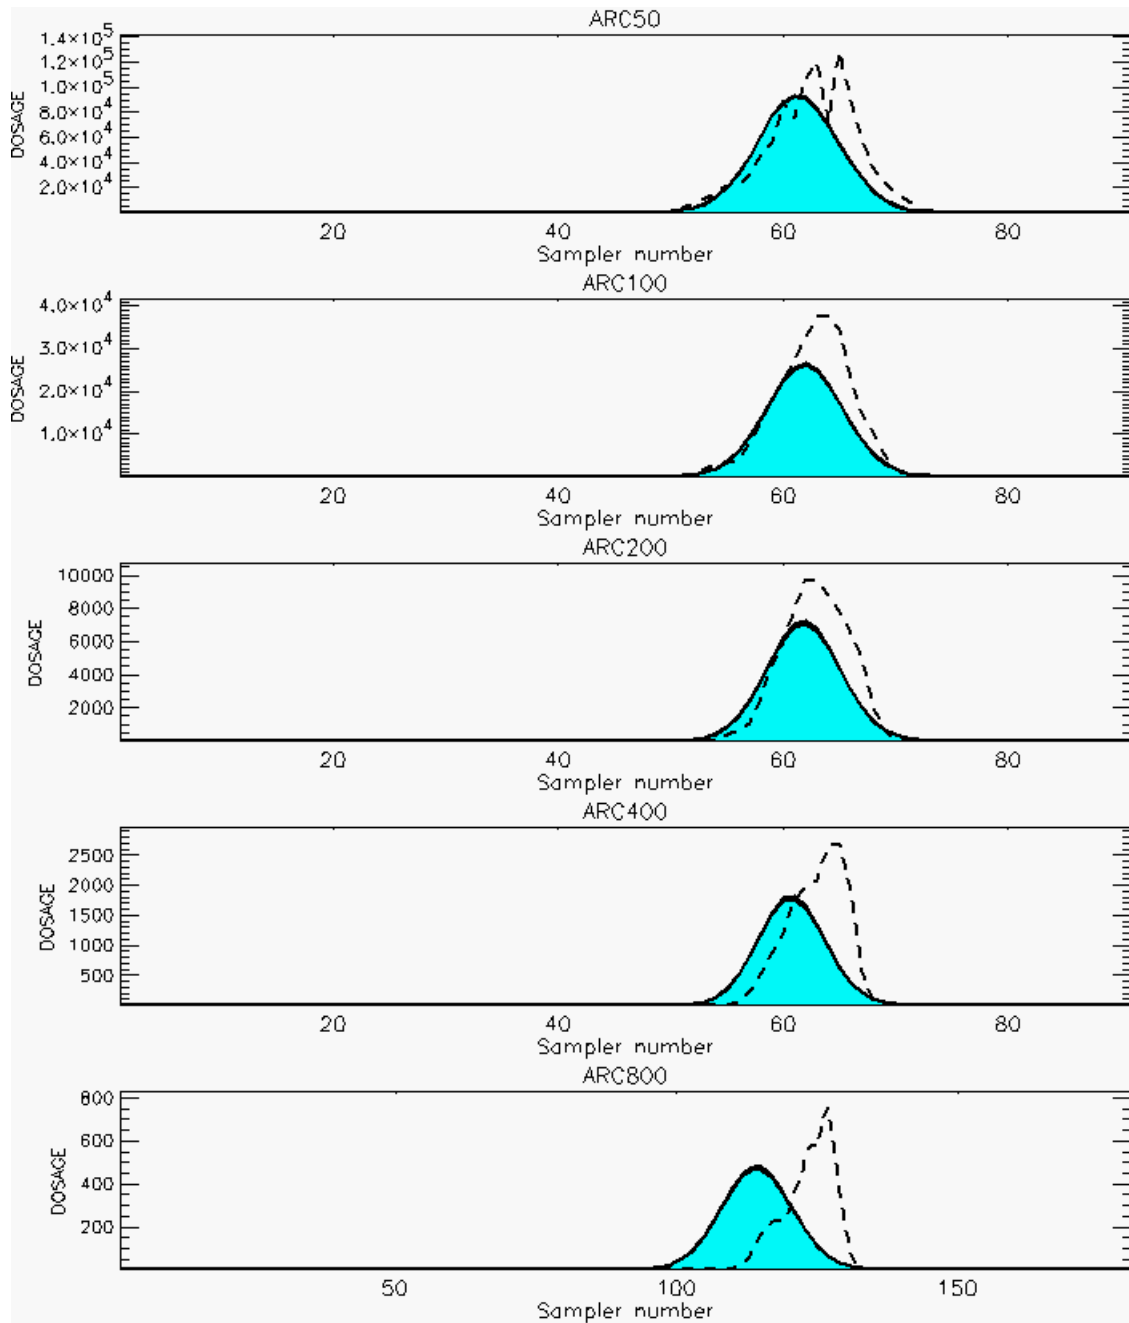 ARC50
1.4×10^5
1.2×10^5
1.0×10^5
8.0×10^4
6.0×10^4
4.0×10^4
2.0×10^4
DOSAGE
20 40 60 80
Sampler number
ARC100
4.0×10^4
3.0×10^4
2.0×10^4
1.0×10^4
DOSAGE
20 40 60 80
Sampler number
ARC200
10000
8000
6000
4000
2000
DOSAGE
20 40 60 80
Sampler number
ARC400
2500
2000
1500
1000
500
DOSAGE
20 40 60 80
Sampler number
ARC800
800
600
400
200
DOSAGE
50 100 150
Sampler number